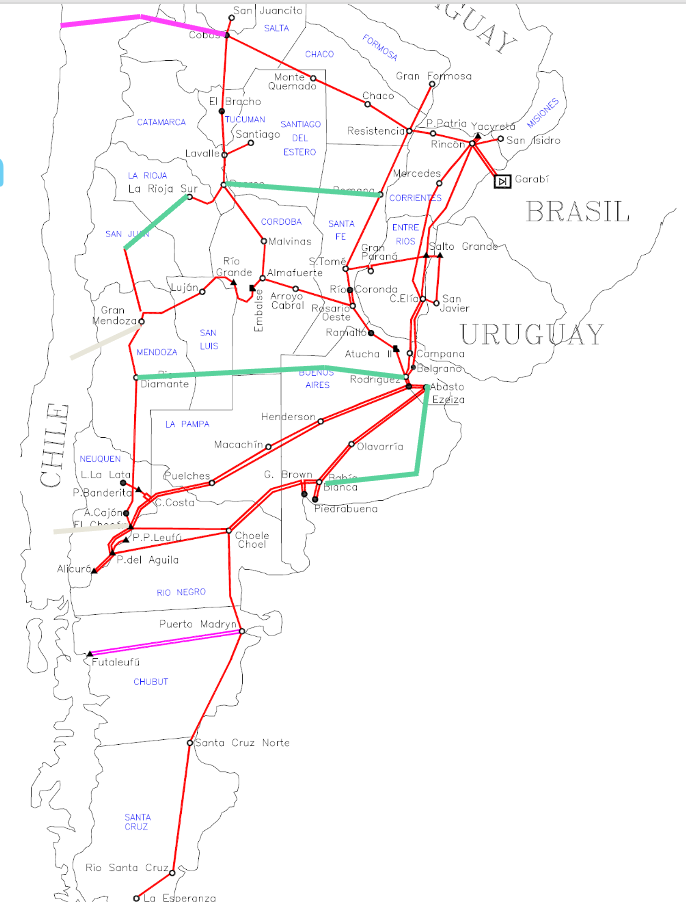 San Juancito
SALTA
GUAY
Cobos
FORMOSA
CHACO
Monte
Quemado
Gran Formosa
Chaco
El Bracho
MISIONES
CATAMARCA
TUCUMAN
SANTIAGO
DEL
ESTERO
Santiago
Resistencia
P.Patria
Yacyretá
Rincón
San Isidro
Lavalle
LA RIOJA
La Rioja Sur
Mercedes
Garabí
CORRIENTES
BRASIL
CORDOBA
SANTA
FE
ENTRE
RIOS
SAN JUAN
Malvinas
Gran
Paraná
Salto Grande
Río
Grande
S.Tomé
Almafuerte
Luján
Embalse
Arroyo
Cabral
Río Coronda
Rosario
Oeste
C.Elía
San
Javier
Gran
Mendoza
SAN
LUIS
Ramallo
URUGUAY
MENDOZA
Atucha II
Campana
Belgrano
Diamante
BUENOS
AIRES
Rodriguez
Abasto
Ezeiza
CHILE
LA PAMPA
Henderson
Macachín
Olavarría
NEUQUEN
L.La Lata
P.Banderita
Puelches
G. Brown
Bahía
Blanca
C.Costa
Piedrabuena
A.Cajón
P.P.Leufú
Choele
Choel
P.del Aguila
Alicurá
RIO NEGRO
Puerto Madryn
Futaleufú
CHUBUT
Santa Cruz Norte
SANTA
CRUZ
Rio Santa Cruz
La Esperanza